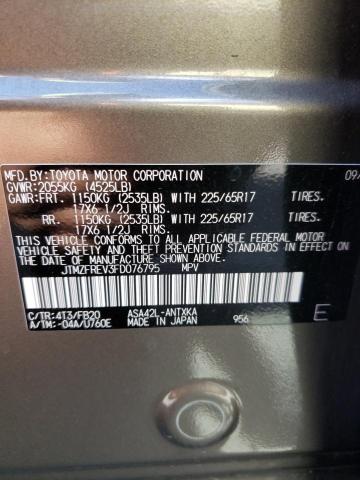 MFD.BY:TOYOTA MOTOR CORPORATION 09/
GVWR:2055KG (4525LB)
GAWR:FRT. 1150KG (2535LB) WITH 225/65R17 TIRES.
17X6 1/2J RIMS.
RR. 1150KG (2535LB) WITH 225/65R17 TIRES.
17X6 1/2J RIMS.
THIS VEHICLE CONFORMS TO ALL APPLICABLE FEDERAL MOTOR
VEHICLE SAFETY AND THEFT PREVENTION STANDARDS IN EFFECT
ON THE DATE OF MANUFACTURE SHOWN ABOVE.
JTMZFREV3FD076795 MPV
C/TR:4T3/FB20 ASA42L-ANTXKA
A/TM:-04A/U760E MADE IN JAPAN 956 E